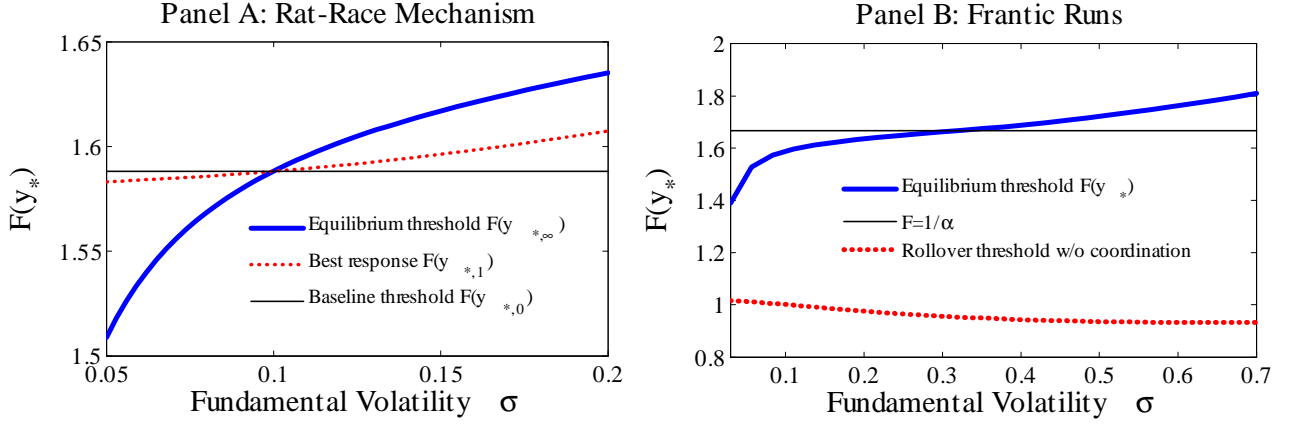 Panel A: Rat-Race Mechanism
1.65
1.6
1.55
1.5
F(y*)
Equilibrium threshold F(y *,∞)
Best response F(y *,1)
Baseline threshold F(y *,0)
0.05
0.1
0.15
0.2
Fundamental Volatility σ
Panel B: Frantic Runs
2
1.8
1.6
1.4
1.2
1
0.8
F(y*)
Equilibrium threshold F(y *)
F=1/α
Rollover threshold w/o coordination
0.1
0.2
0.3
0.4
0.5
0.6
0.7
Fundamental Volatility σ